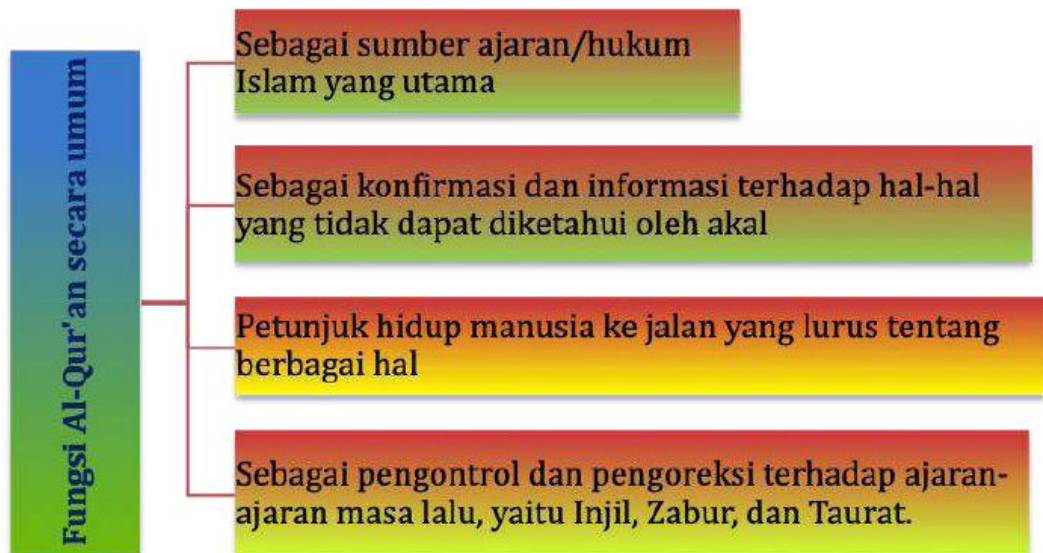 Fungsi Al-Qur'an secara umum
Sebagai sumber ajaran/hukum
Islam yang utama
Sebagai konfirmasi dan informasi terhadap hal-hal
yang tidak dapat diketahui oleh akal
Petunjuk hidup manusia ke jalan yang lurus tentang
berbagai hal
Sebagai pengontrol dan pengoreksi terhadap ajaran-
ajaran masa lalu, yaitu Injil, Zabur, dan Taurat.